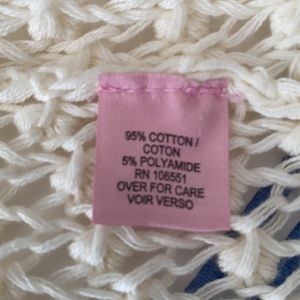 95% COTTON /
COTON
5% POLYAMIDE
RN 106551
OVER FOR CARE
VOIR VERSO